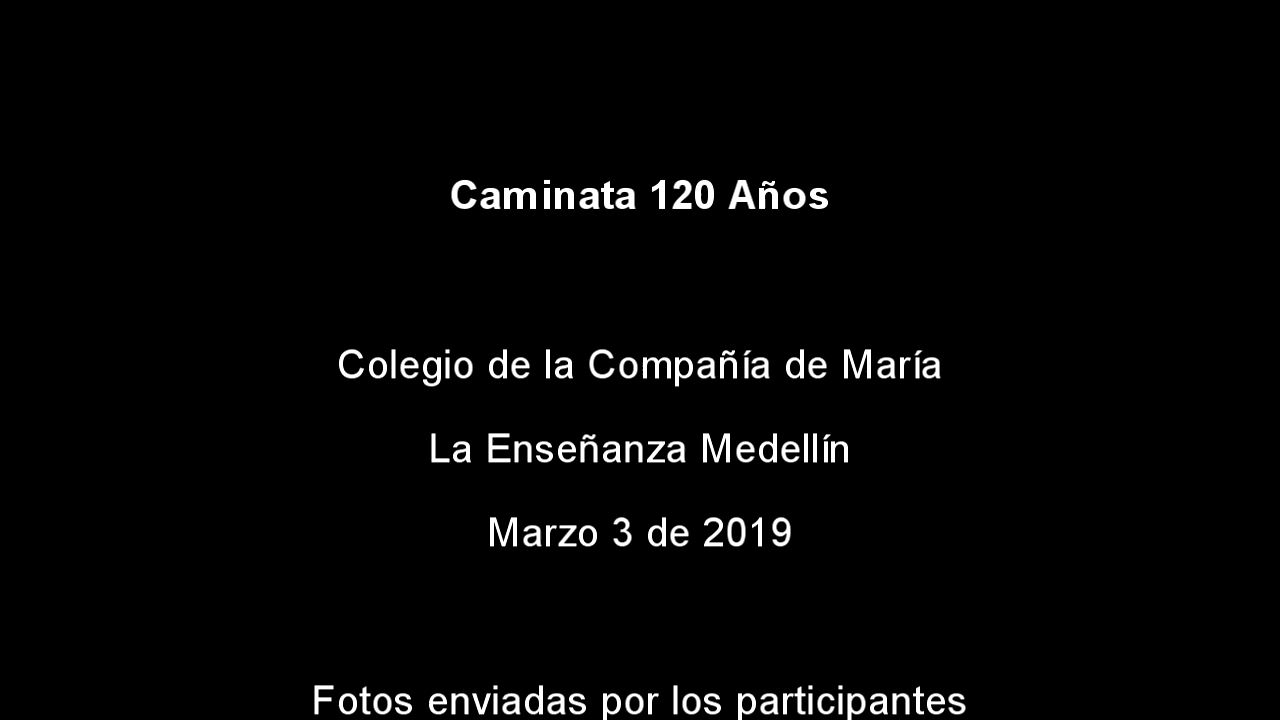 Caminata 120 Años
Colegio de la Compañía de María
La Enseñanza Medellín
Marzo 3 de 2019
Fotos enviadas por los participantes